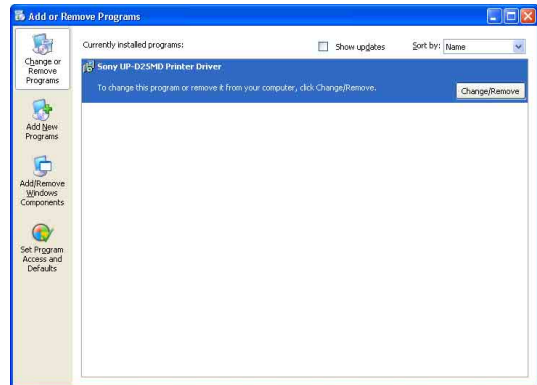 Add or Remove Programs
Currently installed programs:
Show updates
Sort by: Name
Change or
Remove
Programs
Sony UP-D25MD Printer Driver
To change this program or remove it from your computer, click Change/Remove.
Change/Remove
Add New
Programs
Add/Remove
Windows
Components
Set Program
Access and
Defaults